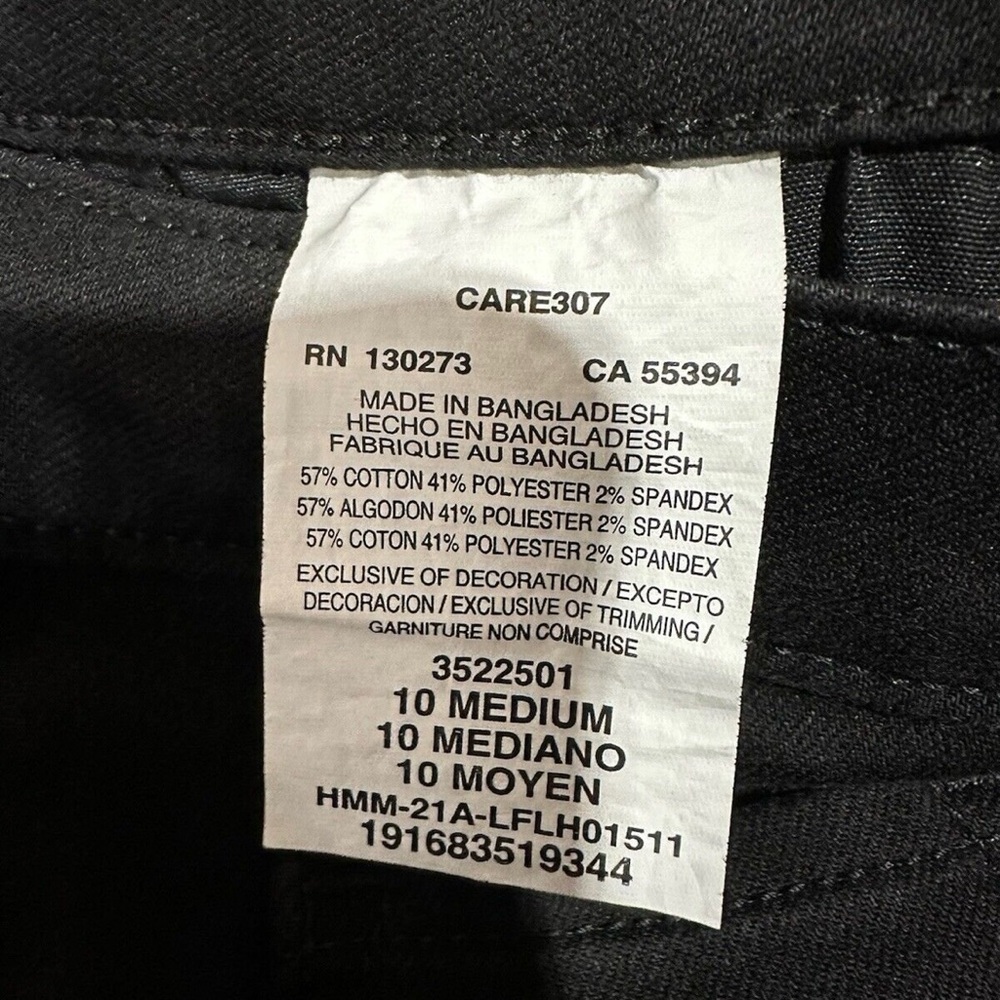 CARE307
RN 130273 CA 55394
MADE IN BANGLADESH
HECHO EN BANGLADESH
FABRIQUE AU BANGLADESH
57% COTTON 41% POLYESTER 2% SPANDEX
57% ALGODON 41% POLIESTER 2% SPANDEX
57% COTON 41% POLYESTER 2% SPANDEX
EXCLUSIVE OF DECORATION / EXCEPTO
DECORACION / EXCLUSIVE OF TRIMMING /
GARNITURE NON COMPRISE
3522501
10 MEDIUM
10 MEDIANO
10 MOYEN
HMM-21A-LFLH01511
191683519344